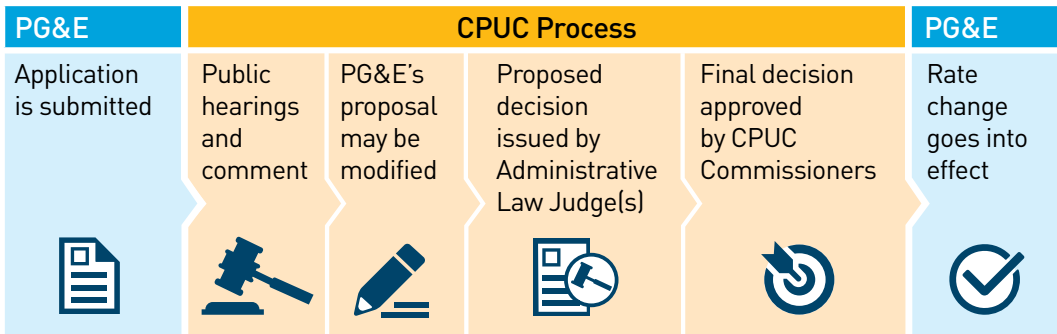 PG&E
CPUC Process
PG&E
Application
is submitted
Public
hearings
and
comment
PG&E’s
proposal
may be
modified
Proposed
decision
issued by
Administrative
Law Judge(s)
Final decision
approved
by CPUC
Commissioners
Rate
change
goes into
effect